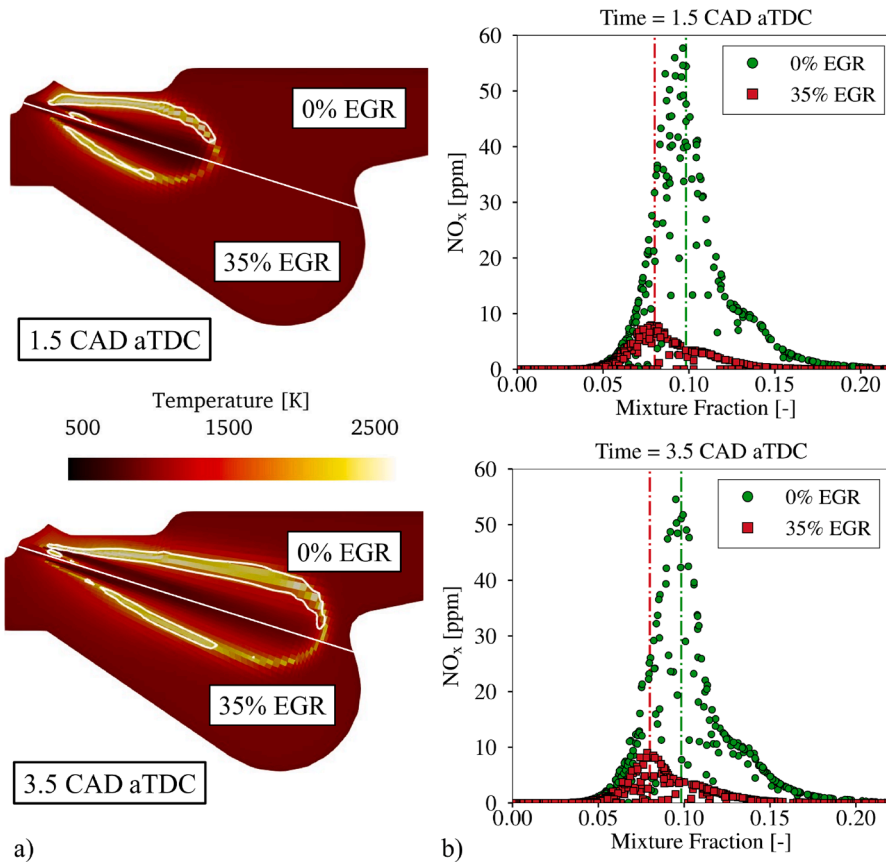 0% EGR
35% EGR
1.5 CAD aTDC
Temperature [K]
500 1500 2500
0% EGR
35% EGR
3.5 CAD aTDC
a)
Time = 1.5 CAD aTDC
60
50
40
30
20
10
0
NOx [ppm]
0% EGR
35% EGR
0.00 0.05 0.10 0.15 0.20
Mixture Fraction [-]
Time = 3.5 CAD aTDC
60
50
40
30
20
10
0
NOx [ppm]
0% EGR
35% EGR
0.00 0.05 0.10 0.15 0.20
Mixture Fraction [-]
b)